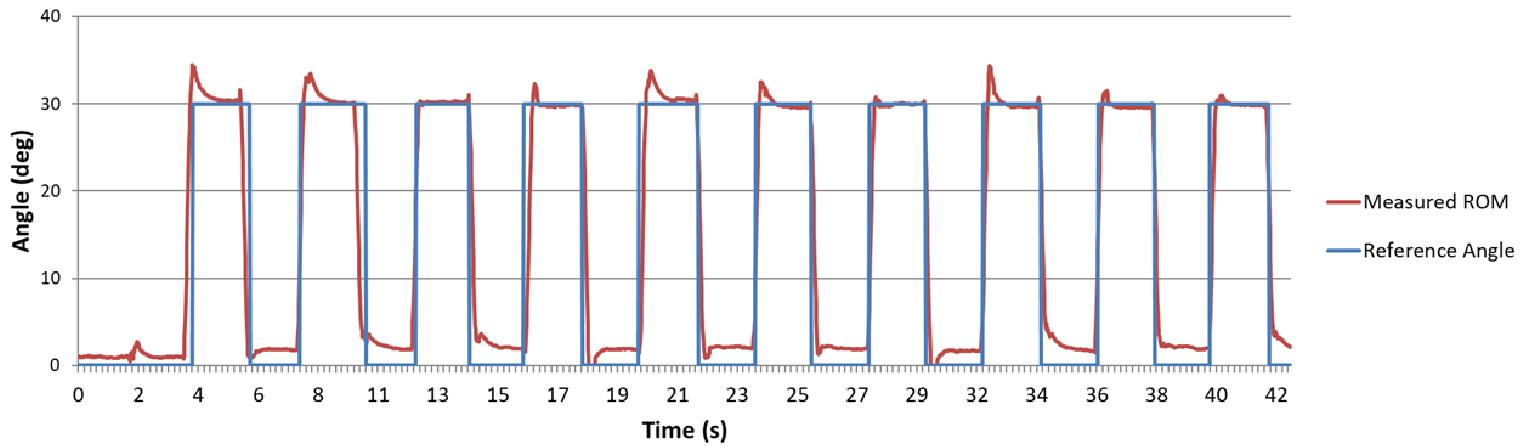 40
30
20
10
0
Angle (deg)
0 2 4 6 8 11 13 15 17 19 21 23 25 27 29 32 34 36 38 40 42
Time (s)
Measured ROM
Reference Angle